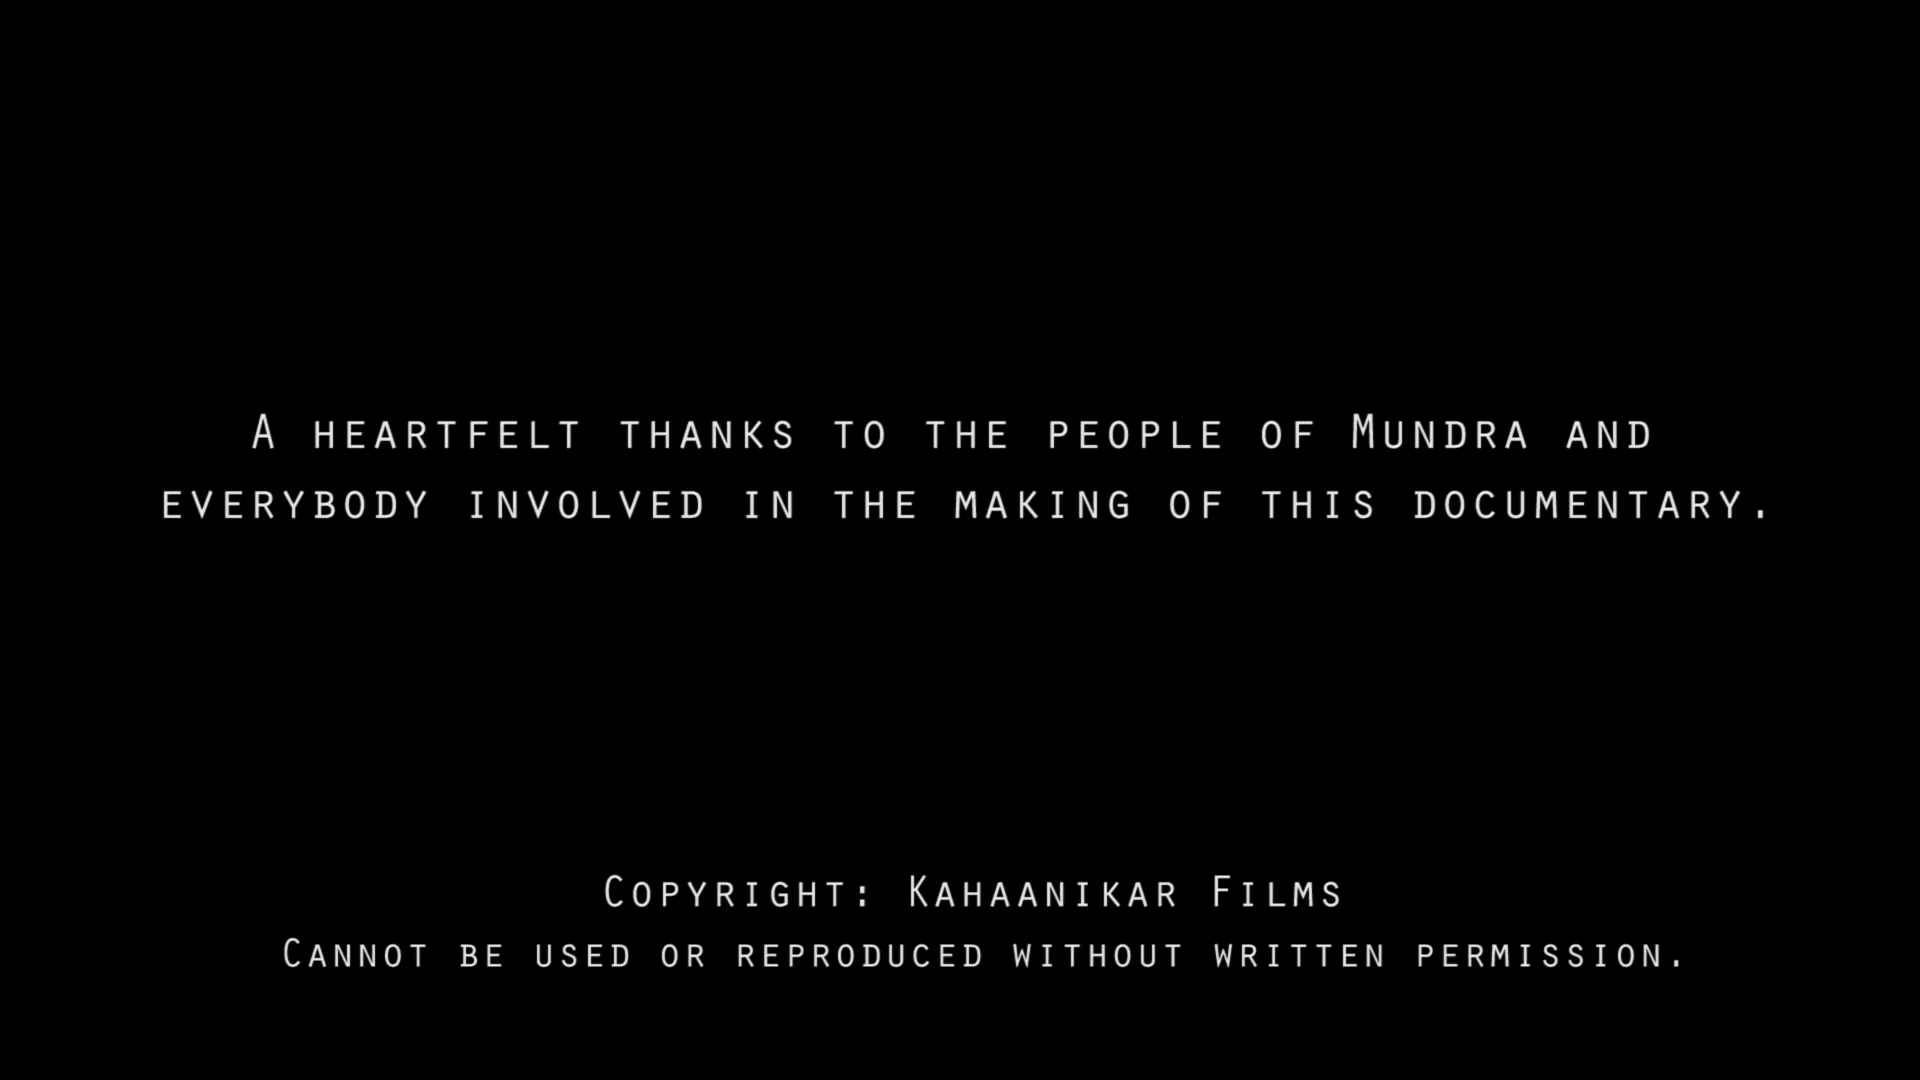 A heartfelt thanks to the people of Mundra and
everybody involved in the making of this documentary.
Copyright: Kahaanikar Films
Cannot be used or reproduced without written permission.